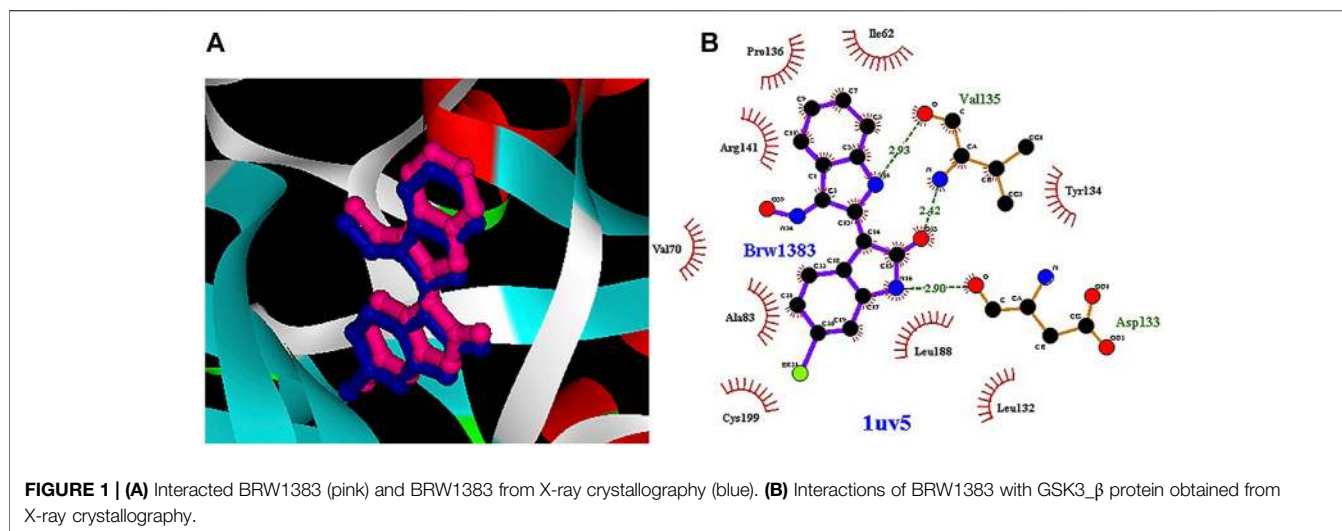 A
B
Ile62
Pro136
Val135
Arg141
2.93
Tyr134
2.42
Val70
Brw1383
2.90
Ala83
Asp133
Leu188
Leu132
Cys199
1uv5
FIGURE 1 | (A) Interacted BRW1383 (pink) and BRW1383 from X-ray crystallography (blue). (B) Interactions of BRW1383 with GSK3_β protein obtained from
X-ray crystallography.